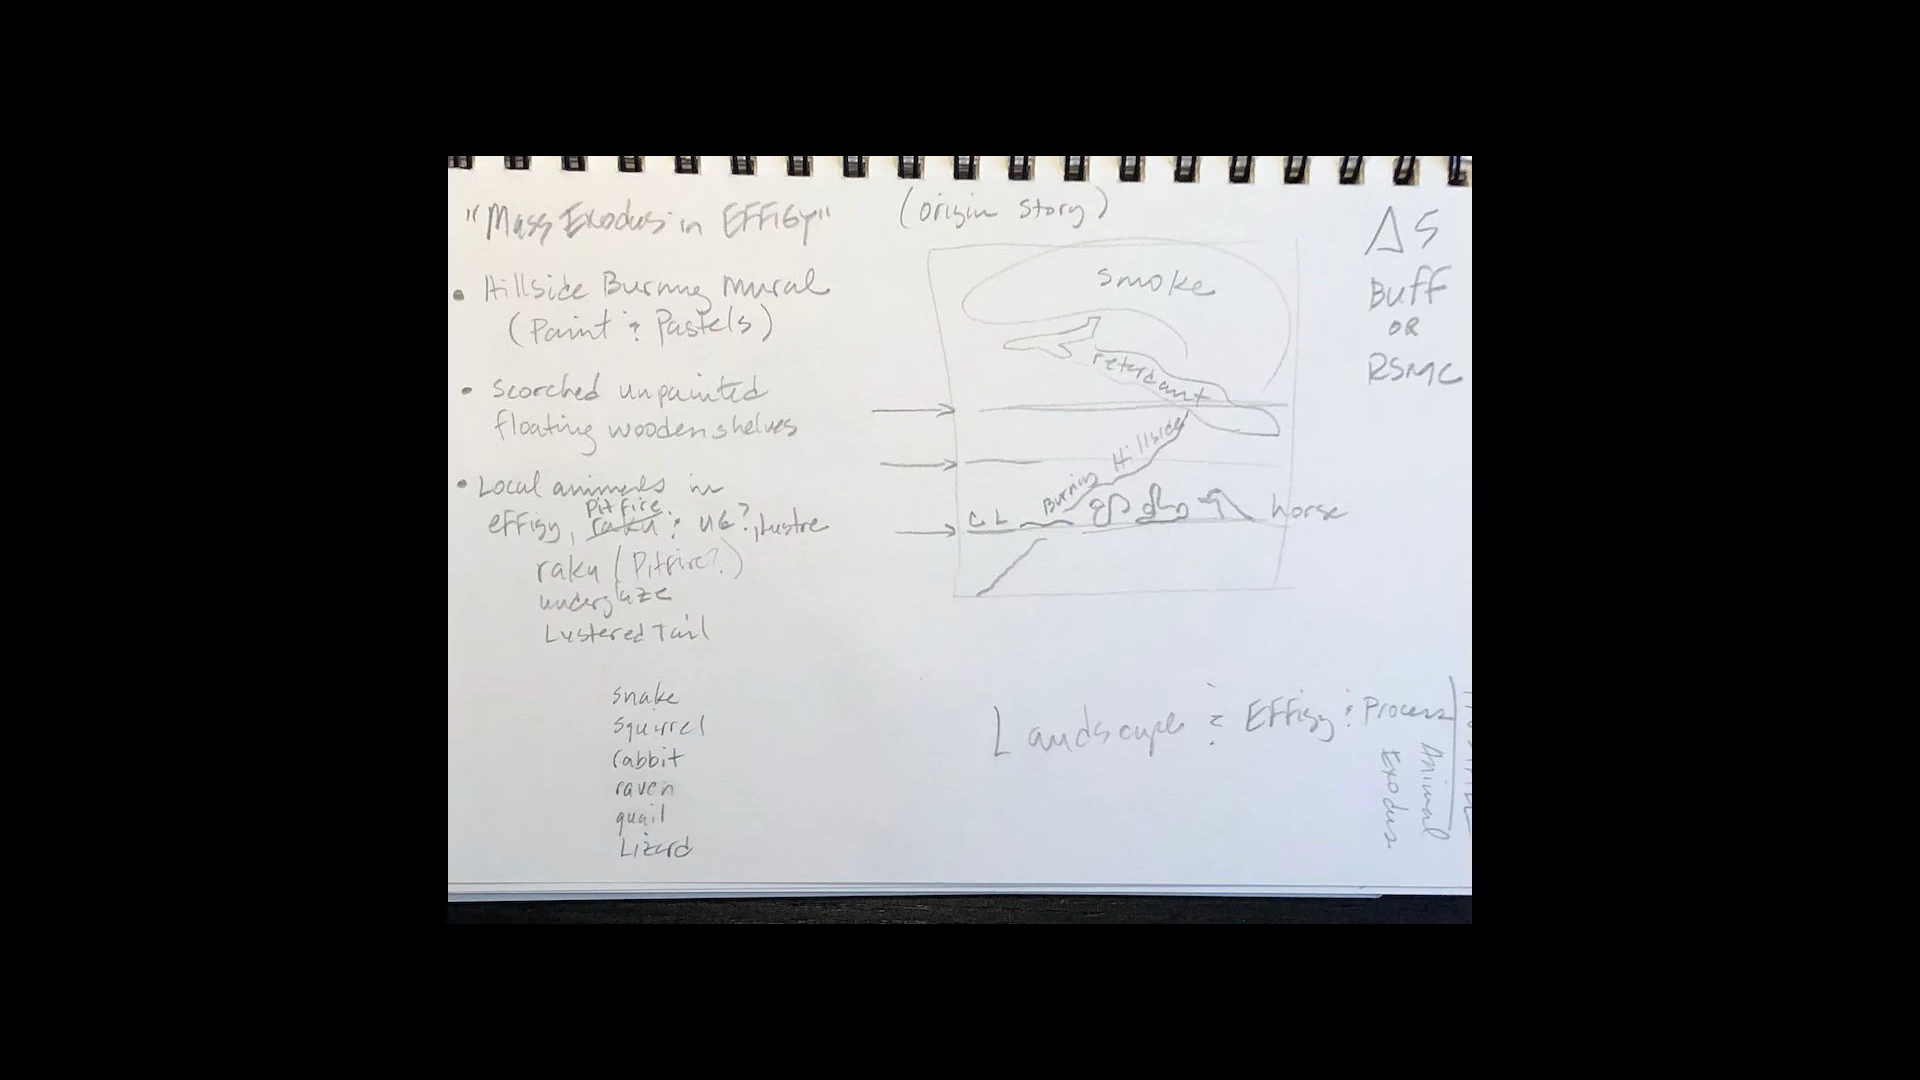 "Mass Exodus in EFFIGY"
(origin story)
• Hillside Burning Mural
(Paint & Pastels)
• scorched unpainted
floating wooden shelves
• Local animals in
pitfire
effigy, raku & UG?, Lustre
raku (Pitfire?)
underglaze
Lustered Tail
snake
squirrel
rabbit
raven
quail
Lizard
smoke
retardant
Burning Hillside
horse
Δ5
Buff
OR
RSMC
Landscape & Effigy & Process
Animal
Exodus